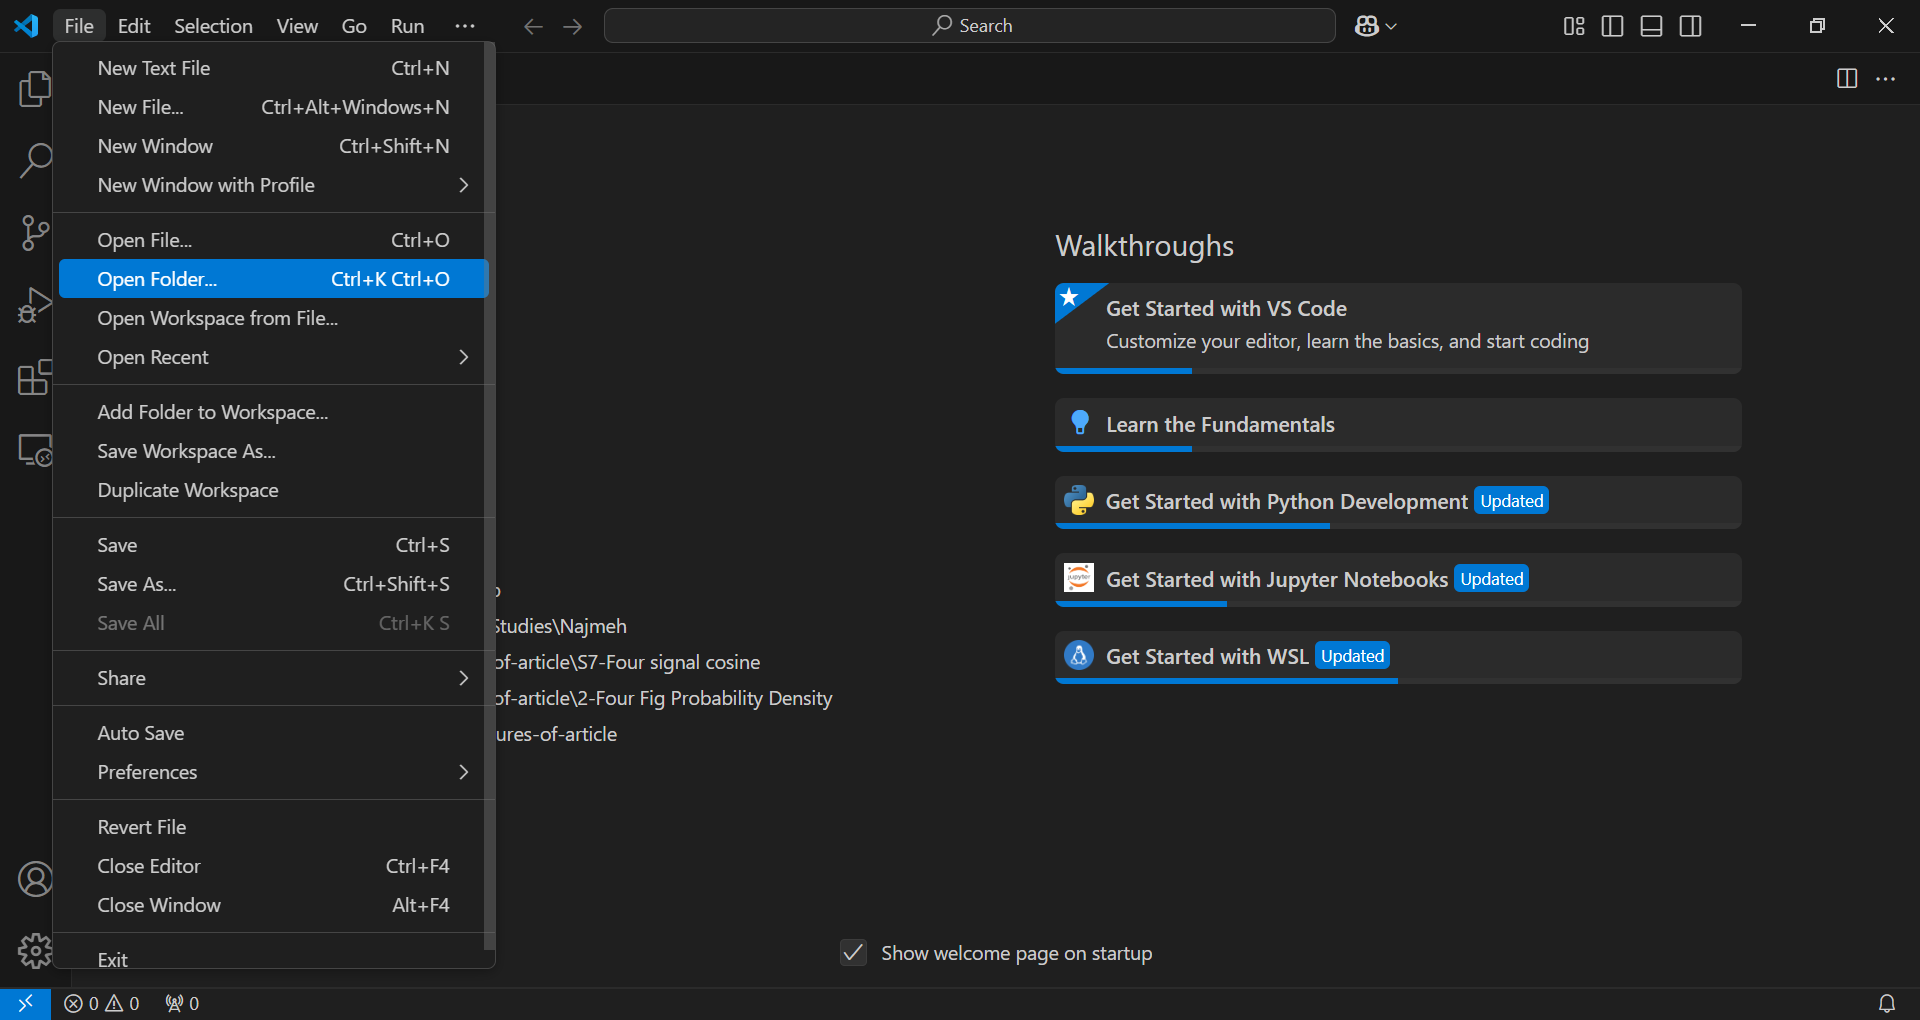 File Edit Selection View Go Run ··· Search
New Text File Ctrl+N
New File... Ctrl+Alt+Windows+N
New Window Ctrl+Shift+N
New Window with Profile
Open File... Ctrl+O
Open Folder... Ctrl+K Ctrl+O
Open Workspace from File...
Open Recent
Add Folder to Workspace...
Save Workspace As...
Duplicate Workspace
Save Ctrl+S
Save As... Ctrl+Shift+S
Save All Ctrl+K S
Share
Auto Save
Preferences
Revert File
Close Editor Ctrl+F4
Close Window Alt+F4
Exit
Studies\Najmeh
of-article\S7-Four signal cosine
of-article\2-Four Fig Probability Density
ures-of-article
Walkthroughs
Get Started with VS Code
Customize your editor, learn the basics, and start coding
Learn the Fundamentals
Get Started with Python Development Updated
jupyter Get Started with Jupyter Notebooks Updated
Get Started with WSL Updated
Show welcome page on startup
0 0 0